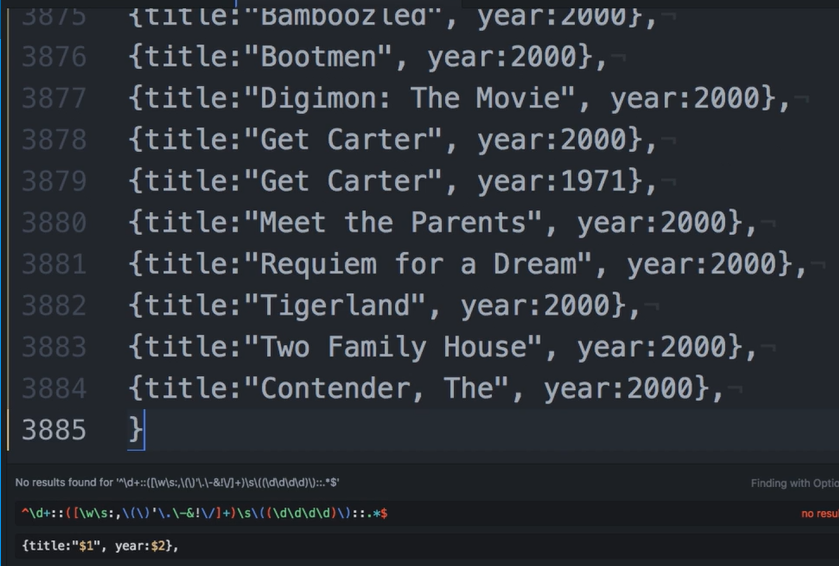 3875 {title:"Bamboozled", year:2000},¬
3876 {title:"Bootmen", year:2000},¬
3877 {title:"Digimon: The Movie", year:2000},¬
3878 {title:"Get Carter", year:2000},¬
3879 {title:"Get Carter", year:1971},¬
3880 {title:"Meet the Parents", year:2000},¬
3881 {title:"Requiem for a Dream", year:2000},¬
3882 {title:"Tigerland", year:2000},¬
3883 {title:"Two Family House", year:2000},¬
3884 {title:"Contender, The", year:2000},¬
3885 }
No results found for '^\d+::([\w\s:,\(\)'\.\-&!\/]+)\s\((\d\d\d\d)\)::.*$' Finding with Optio
^\d+::([\w\s:,\(\)'\.\-&!\/]+)\s\((\d\d\d\d)\)::.*$ no resul
{title:"$1", year:$2},